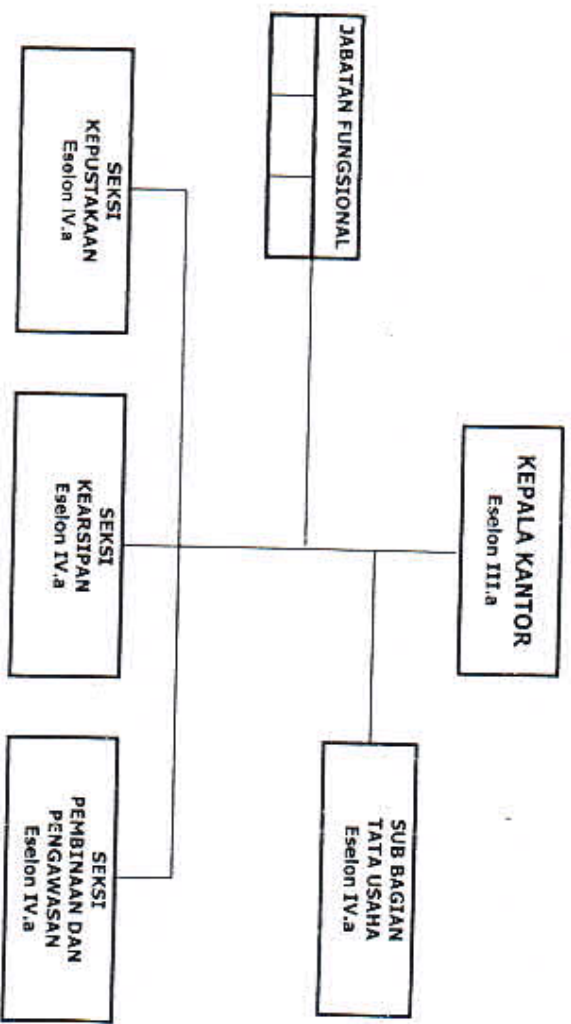 KEPALA KANTOR
Eselon III.a
JABATAN FUNGSIONAL
SUB BAGIAN
TATA USAHA
Eselon IV.a
SEKSI
KEPUSTAKAAN
Eselon IV.a
SEKSI
KEARSIPAN
Eselon IV.a
SEKSI
PEMBINAAN DAN
PENGAWASAN
Eselon IV.a